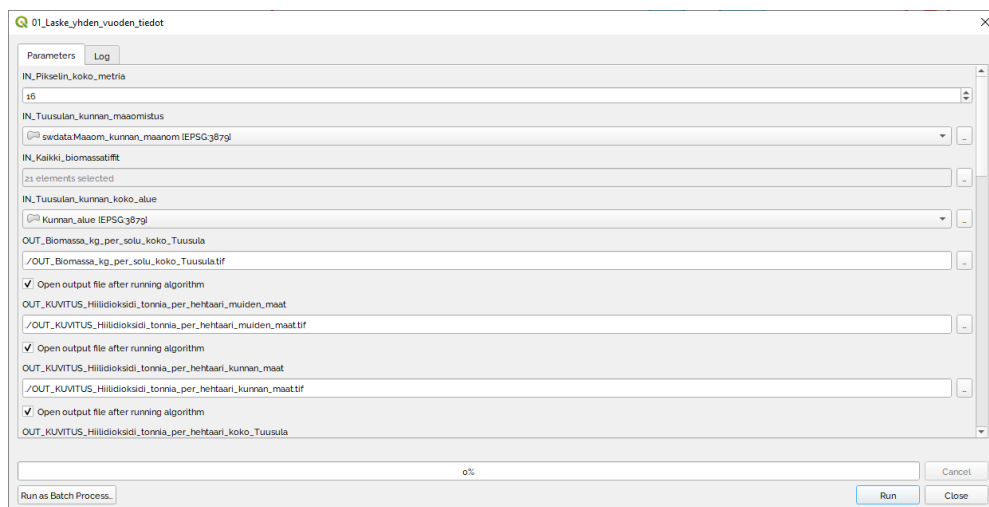 01_Laske_yhden_vuoden_tiedot
Parameters
Log
IN_Pikselin_koko_metria
16
IN_Tuusulan_kunnan_maaomistus
swdata:Maaom_kunnan_maanom [EPSG:3879]
...
IN_Kaikki_biomassatiffit
21 elements selected
...
IN_Tuusulan_kunnan_koko_alue
Kunnan_alue [EPSG:3879]
...
OUT_Biomassa_kg_per_solu_koko_Tuusula
./OUT_Biomassa_kg_per_solu_koko_Tuusula.tif
...
Open output file after running algorithm
OUT_KUVITUS_Hiilidioksidi_tonnia_per_hehtaari_muiden_maat
./OUT_KUVITUS_Hiilidioksidi_tonnia_per_hehtaari_muiden_maat.tif
...
Open output file after running algorithm
OUT_KUVITUS_Hiilidioksidi_tonnia_per_hehtaari_kunnan_maat
./OUT_KUVITUS_Hiilidioksidi_tonnia_per_hehtaari_kunnan_maat.tif
...
Open output file after running algorithm
OUT_KUVITUS_Hiilidioksidi_tonnia_per_hehtaari_koko_Tuusula
0%
Cancel
Run as Batch Process...
Run
Close